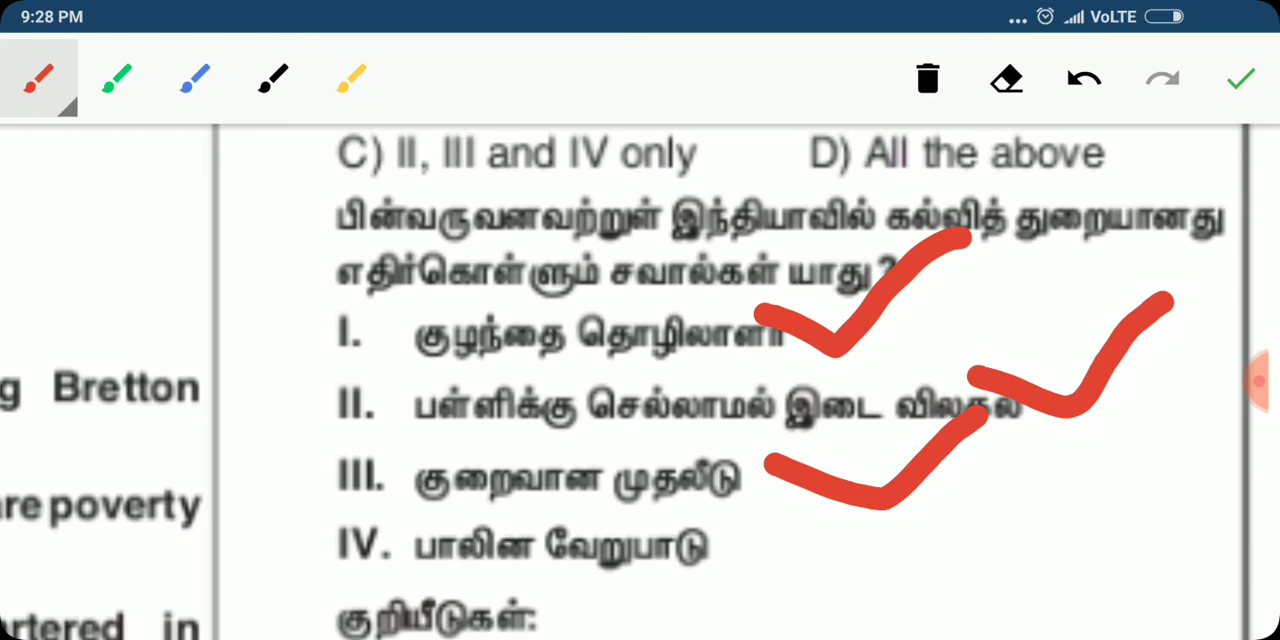 9:28 PM
VoLTE
C) II, III and IV only D) All the above
பின்வருவனவற்றுள் இந்தியாவில் கல்வித் துறையானது
எதிர்கொள்ளும் சவால்கள் யாது ?
I. குழந்தை தொழிலாளர்
II. பள்ளிக்கு செல்லாமல் இடை விலகல்
III. குறைவான முதலீடு
IV. பாலின வேறுபாடு
குறியீடுகள்:
g Bretton
are poverty
rtered in